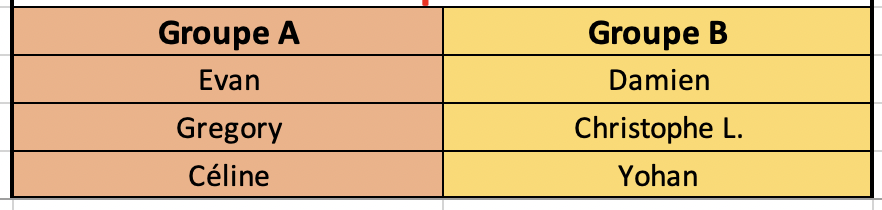 Groupe A Groupe B
Evan Damien
Gregory Christophe L.
Céline Yohan